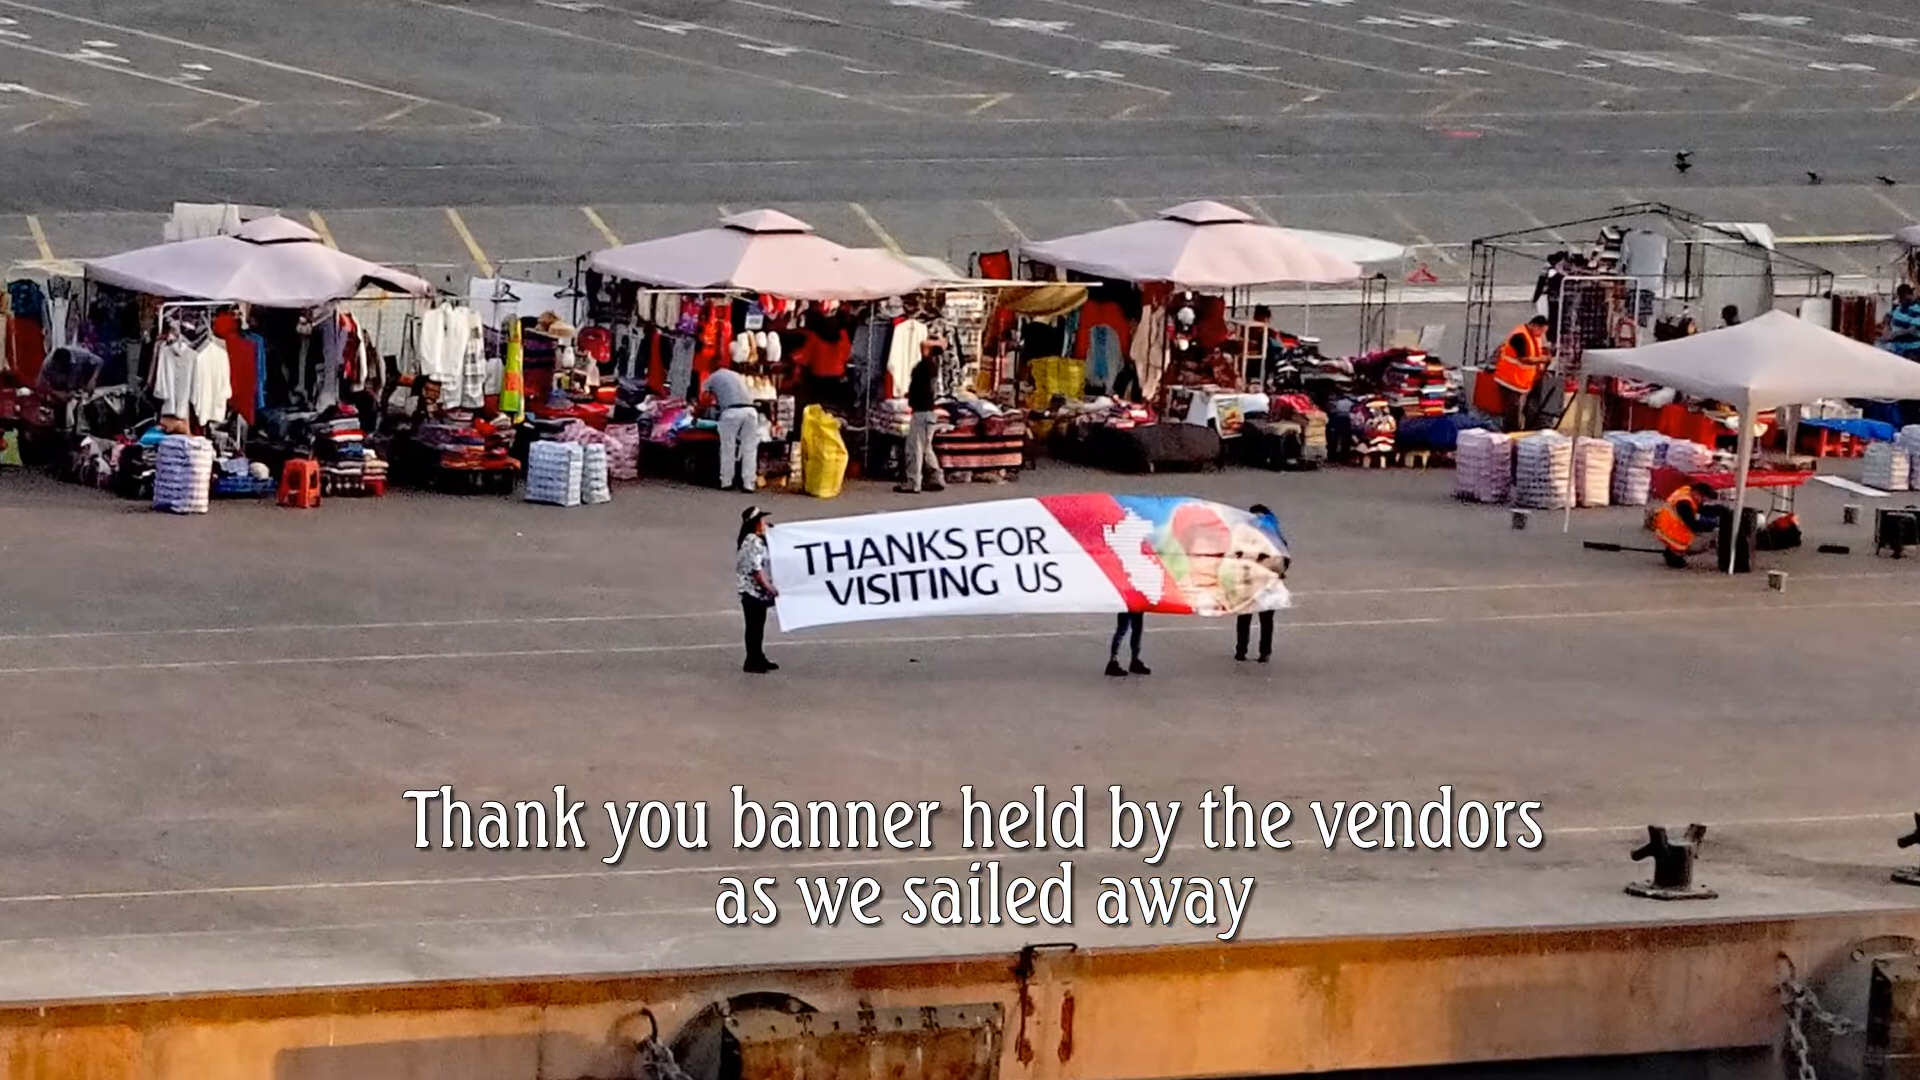 THANKS FOR
VISITING US
Thank you banner held by the vendors
as we sailed away